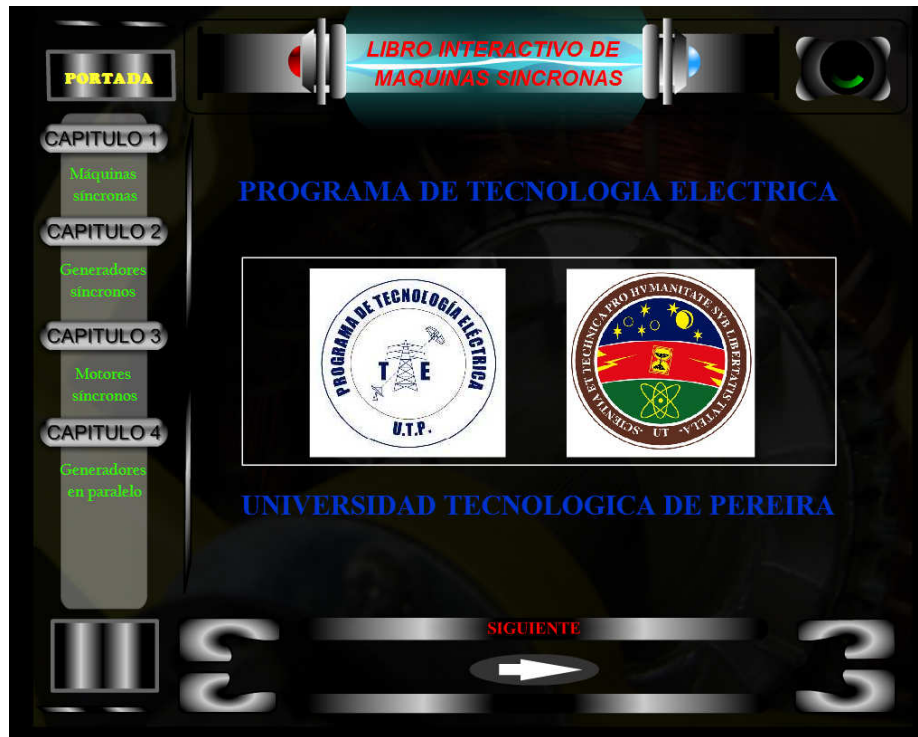 LIBRO INTERACTIVO DE
MAQUINAS SINCRONAS
PORTADA
CAPITULO 1
Máquinas
síncronas
CAPITULO 2
Generadores
síncronos
CAPITULO 3
Motores
síncronos
CAPITULO 4
Generadores
en paralelo
PROGRAMA DE TECNOLOGIA ELECTRICA
PROGRAMA DE TECNOLOGÍA ELÉCTRICA
T E
U.T.P.
SCIENTIA ET TECHNICA PRO HVMANITATE SVB LIBERTATIS TVTELA
UT
UNIVERSIDAD TECNOLOGICA DE PEREIRA
SIGUIENTE